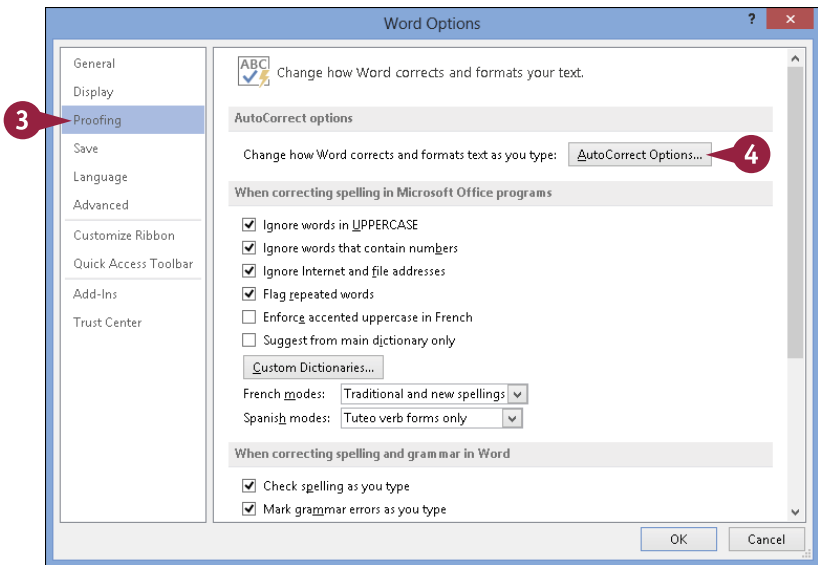 Word Options
?
×
General
Display
3
Proofing
Save
Language
Advanced
Customize Ribbon
Quick Access Toolbar
Add-Ins
Trust Center
ABC
Change how Word corrects and formats your text.
AutoCorrect options
Change how Word corrects and formats text as you type: AutoCorrect Options... 4
When correcting spelling in Microsoft Office programs
Ignore words in UPPERCASE
Ignore words that contain numbers
Ignore Internet and file addresses
Flag repeated words
Enforce accented uppercase in French
Suggest from main dictionary only
Custom Dictionaries...
French modes: Traditional and new spellings
Spanish modes: Tuteo verb forms only
When correcting spelling and grammar in Word
Check spelling as you type
Mark grammar errors as you type
OK Cancel